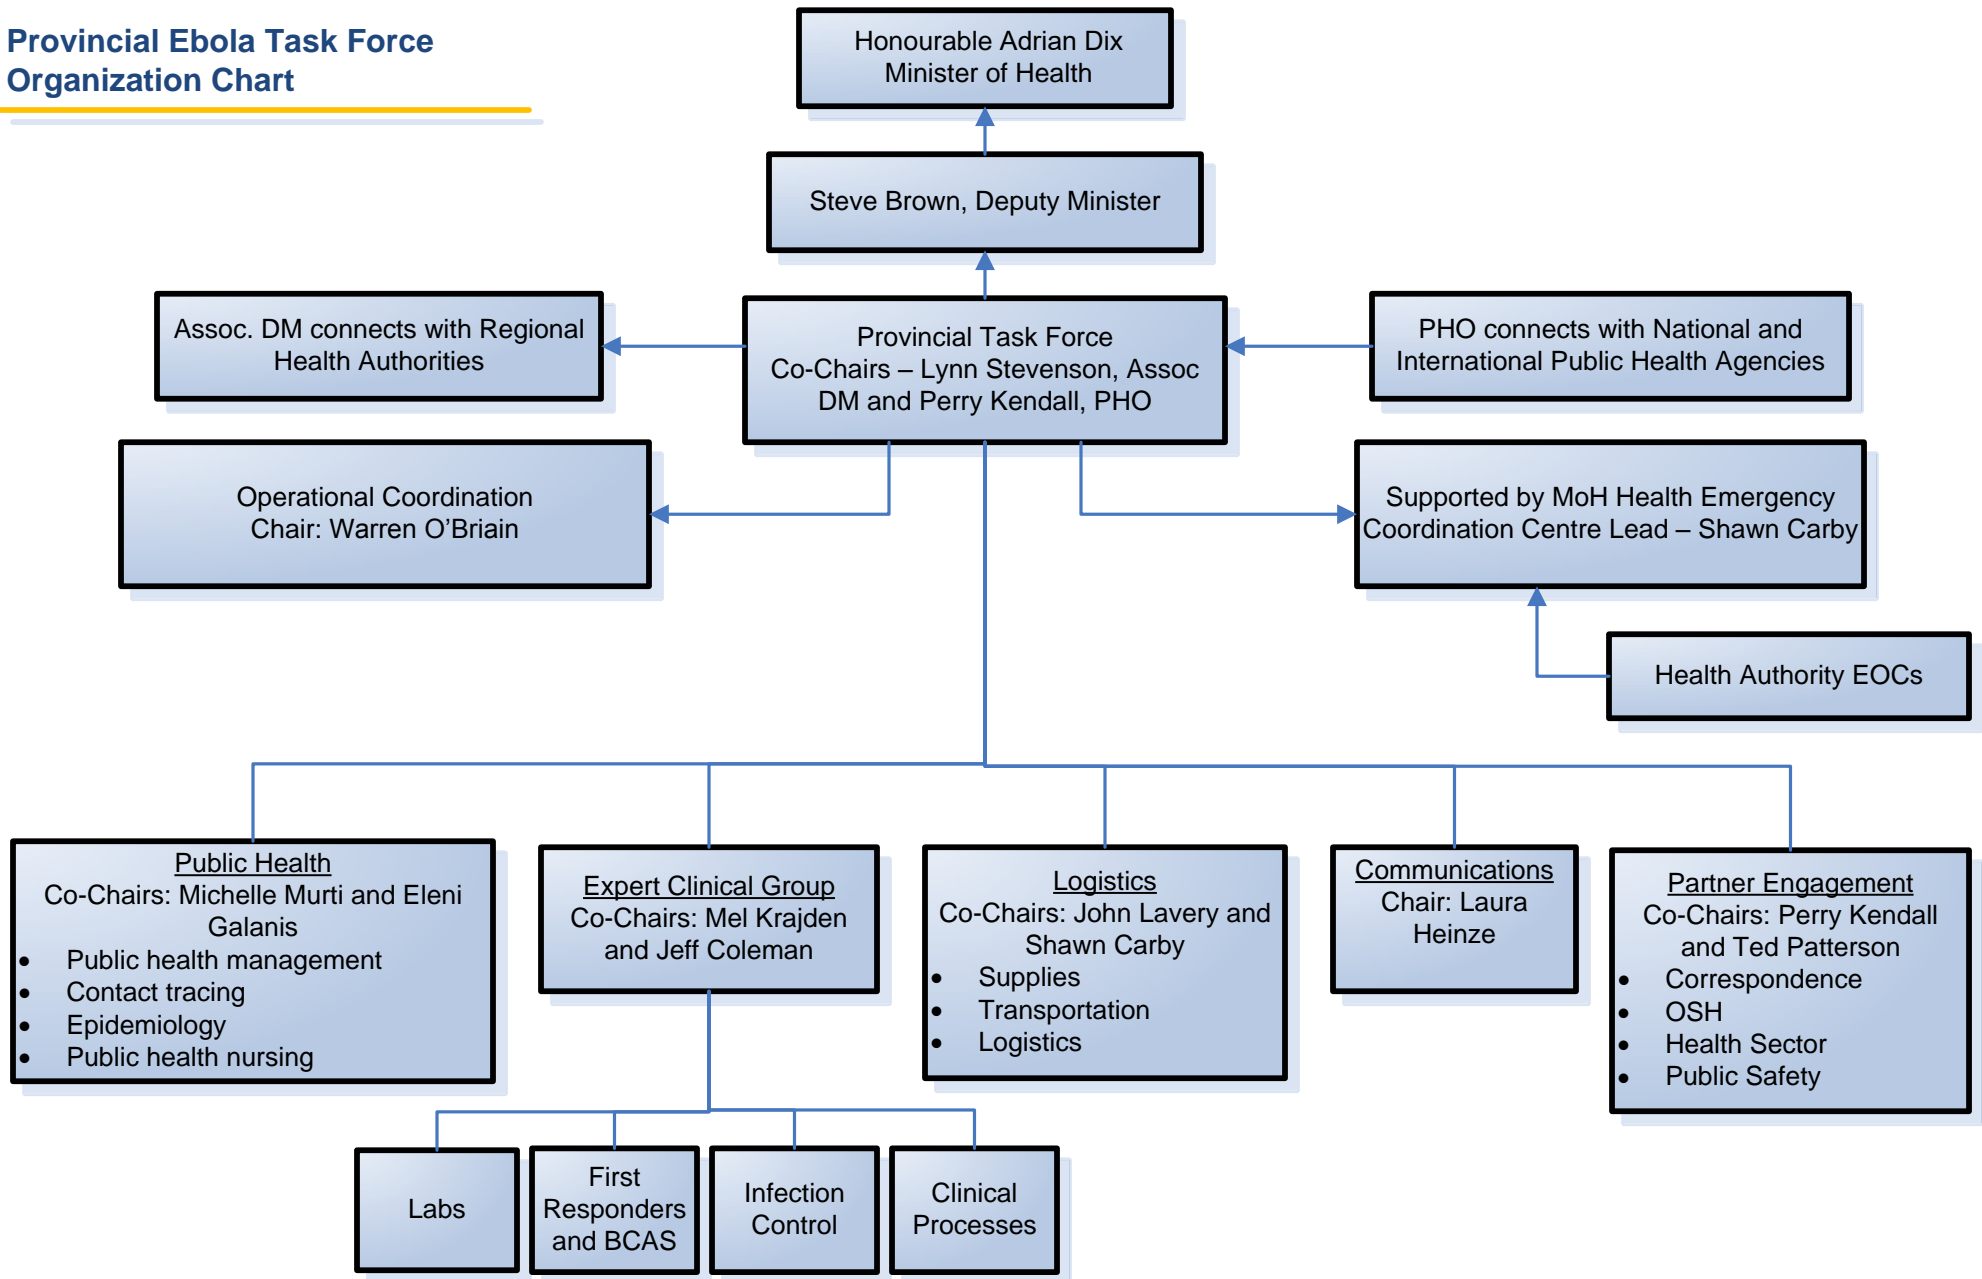 Provincial Ebola Task Force
Organization Chart
Honourable Adrian Dix
Minister of Health
Steve Brown, Deputy Minister
Assoc. DM connects with Regional
Health Authorities
Provincial Task Force
Co-Chairs – Lynn Stevenson, Assoc
DM and Perry Kendall, PHO
PHO connects with National and
International Public Health Agencies
Operational Coordination
Chair: Warren O’Briain
Supported by MoH Health Emergency
Coordination Centre Lead – Shawn Carby
Health Authority EOCs
Public Health
Co-Chairs: Michelle Murti and Eleni
Galanis
• Public health management
• Contact tracing
• Epidemiology
• Public health nursing
Expert Clinical Group
Co-Chairs: Mel Krajden
and Jeff Coleman
Logistics
Co-Chairs: John Lavery and
Shawn Carby
• Supplies
• Transportation
• Logistics
Communications
Chair: Laura
Heinze
Partner Engagement
Co-Chairs: Perry Kendall
and Ted Patterson
• Correspondence
• OSH
• Health Sector
• Public Safety
Labs
First
Responders
and BCAS
Infection
Control
Clinical
Processes